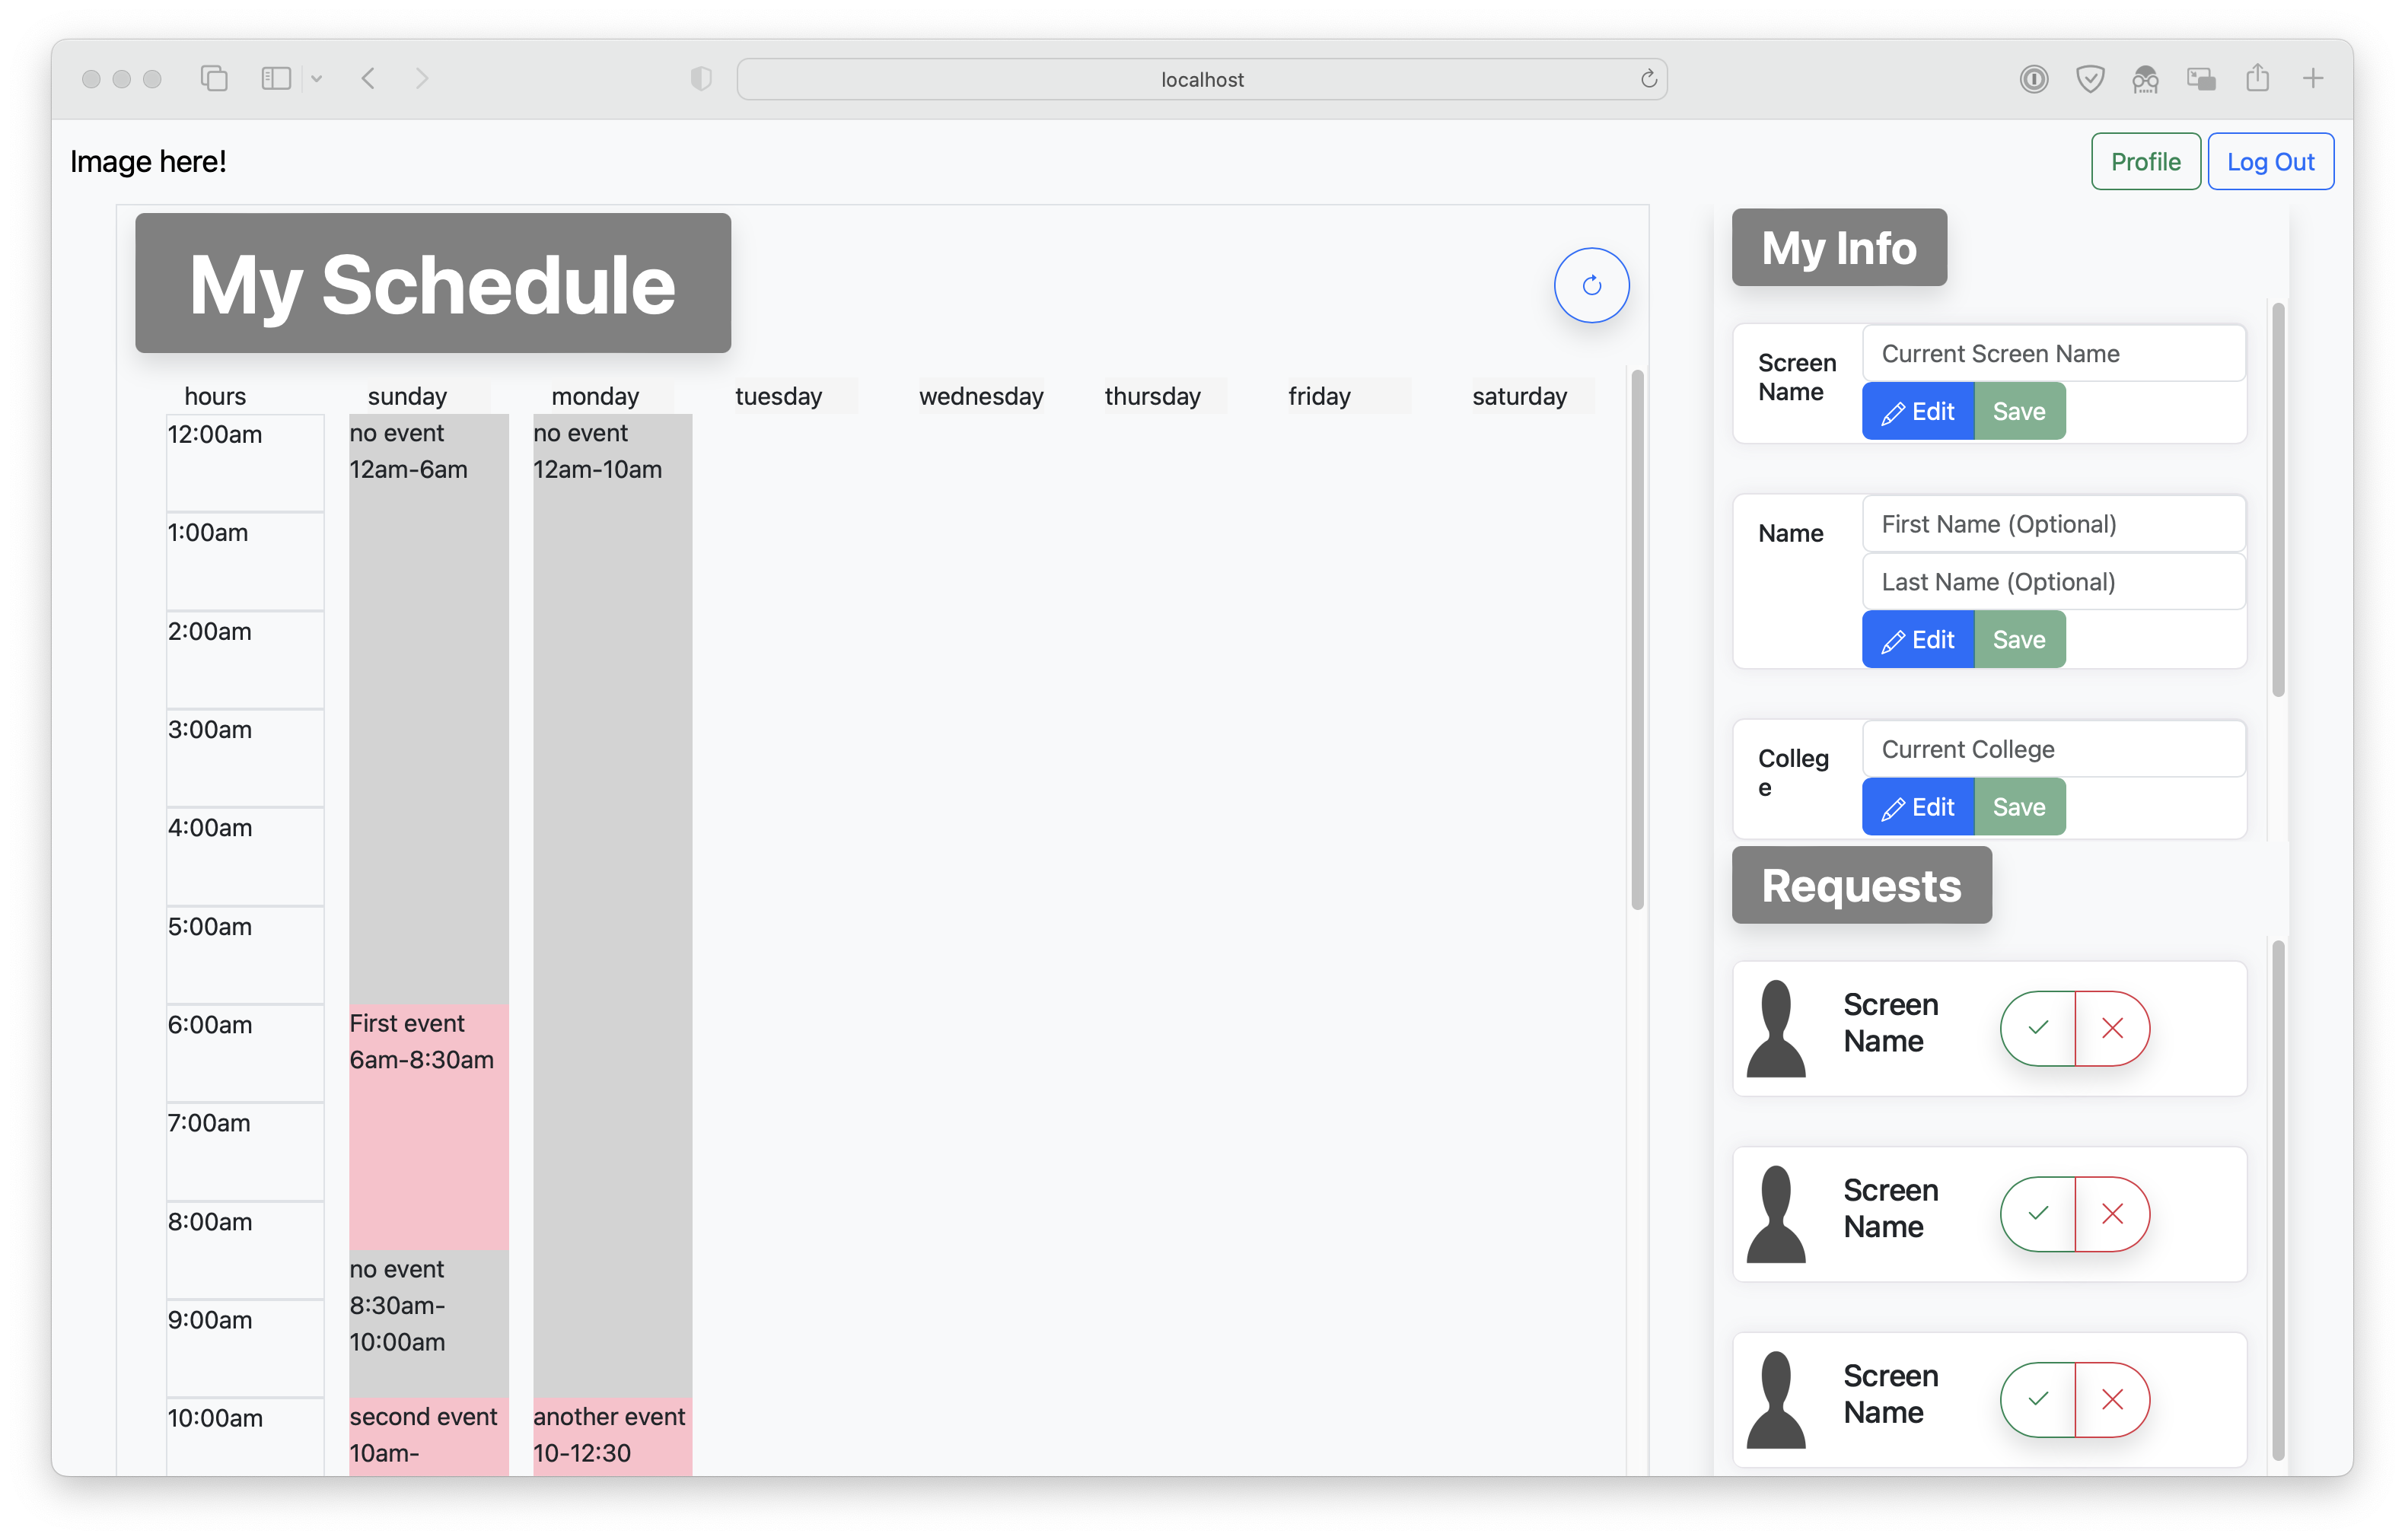 localhost
Image here!
Profile
Log Out
My Schedule
hours
sunday
monday
tuesday
wednesday
thursday
friday
saturday
12:00am
1:00am
2:00am
3:00am
4:00am
5:00am
6:00am
7:00am
8:00am
9:00am
10:00am
no event
12am-6am
First event
6am-8:30am
no event
8:30am-
10:00am
second event
10am-
no event
12am-10am
another event
10-12:30
My Info
Screen
Name
Current Screen Name
Edit
Save
Name
First Name (Optional)
Last Name (Optional)
Edit
Save
Colleg
e
Current College
Edit
Save
Requests
Screen
Name
Screen
Name
Screen
Name